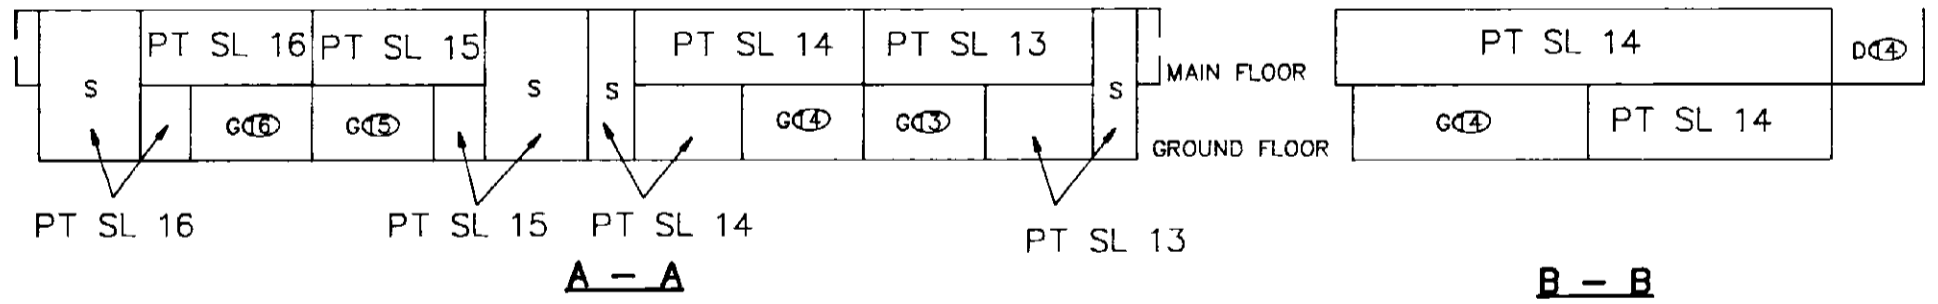 PT SL 16 PT SL 15 PT SL 14 PT SL 13 PT SL 14 D14
S S S S MAIN FLOOR
G16 G15 G14 G13 G14 PT SL 14
GROUND FLOOR
PT SL 16 PT SL 15 PT SL 14 PT SL 13
A – A B – B